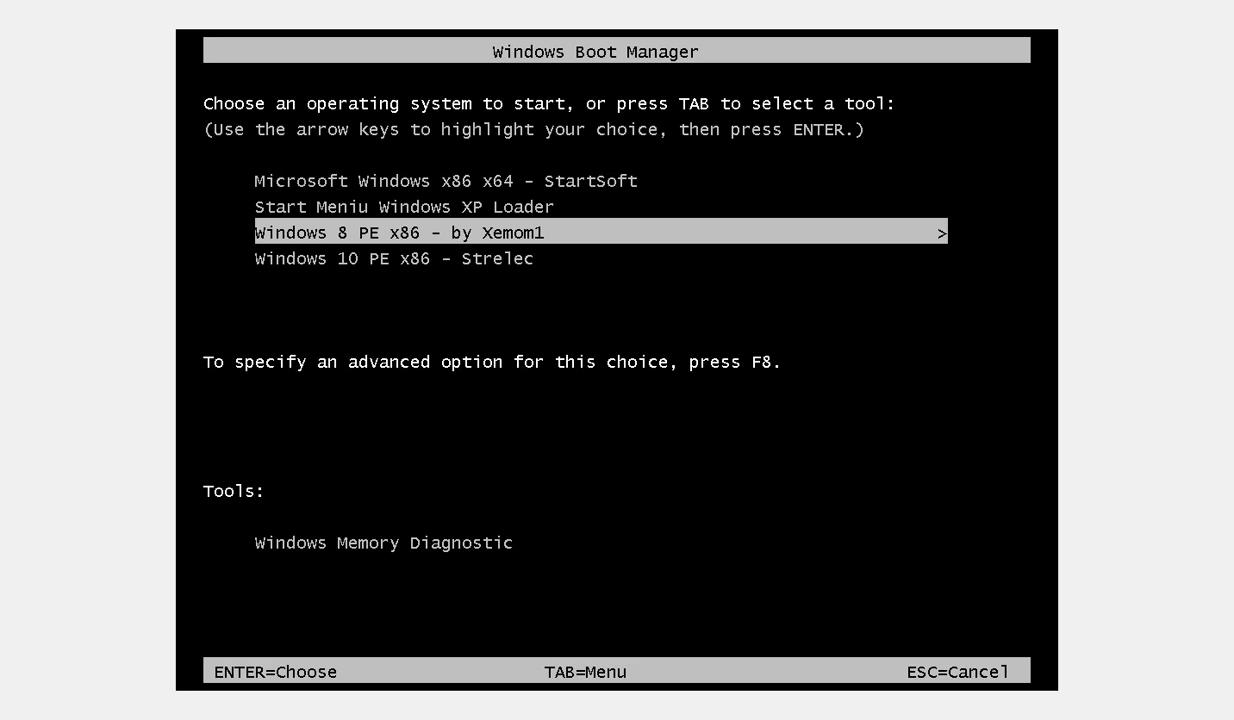 Windows Boot Manager
Choose an operating system to start, or press TAB to select a tool:
(Use the arrow keys to highlight your choice, then press ENTER.)
Microsoft Windows x86 x64 - StartSoft
Start Meniu Windows XP Loader
Windows 8 PE x86 - by Xemom1 >
Windows 10 PE x86 - Strelec
To specify an advanced option for this choice, press F8.
Tools:
Windows Memory Diagnostic
ENTER=Choose TAB=Menu ESC=Cancel